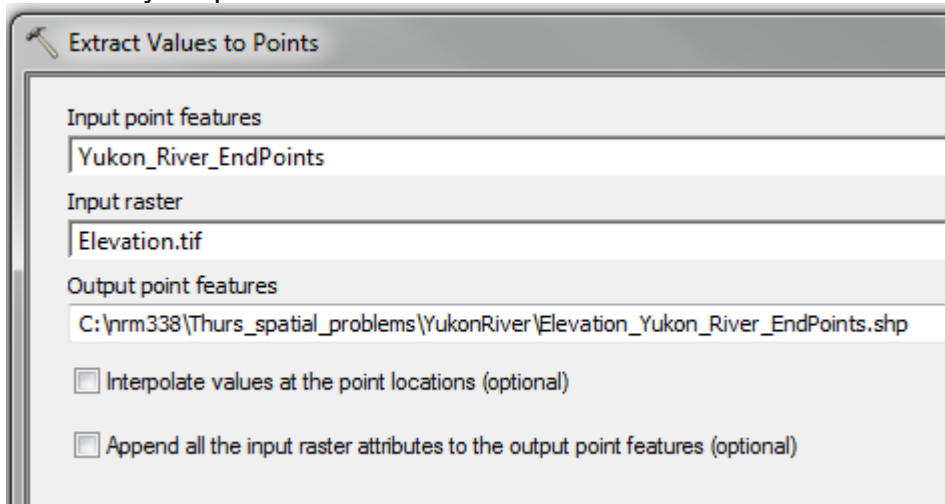 Extract Values to Points
Input point features
Yukon_River_EndPoints
Input raster
Elevation.tif
Output point features
C:\nrm338\Thurs_spatial_problems\YukonRiver\Elevation_Yukon_River_EndPoints.shp
Interpolate values at the point locations (optional)
Append all the input raster attributes to the output point features (optional)